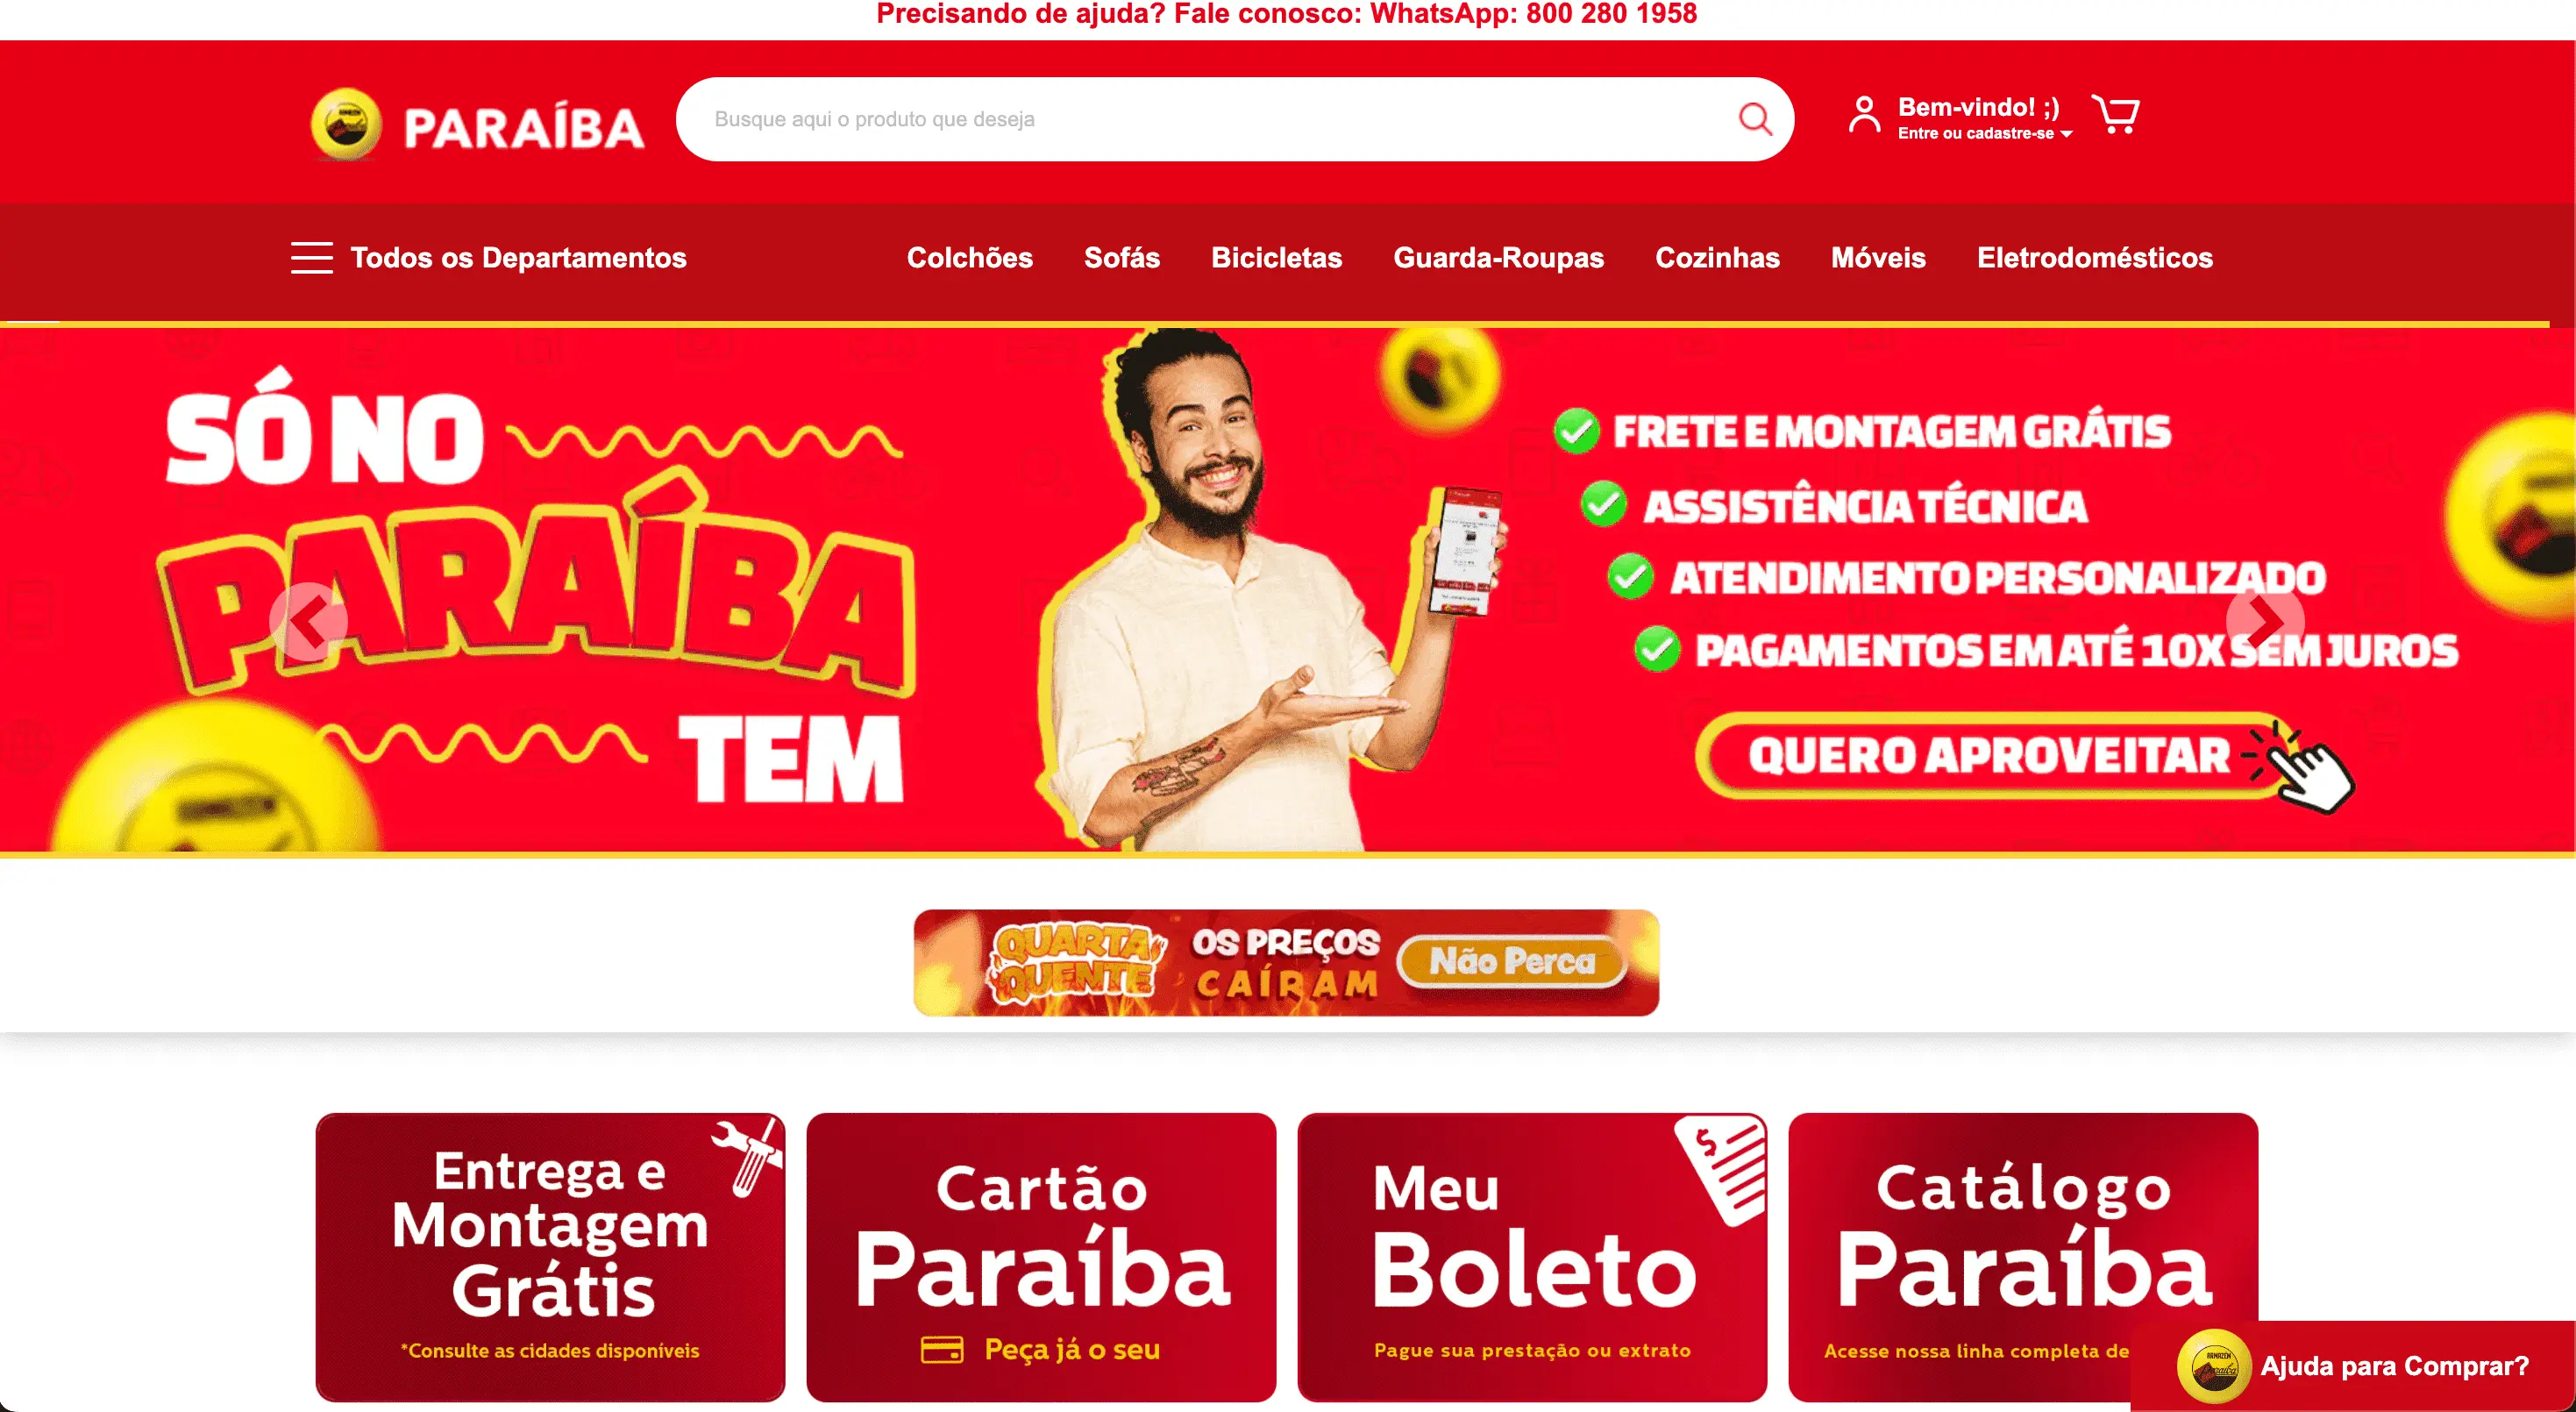 Precisando de ajuda? Fale conosco: WhatsApp: 800 280 1958
PARAÍBA
Busque aqui o produto que deseja
Bem-vindo! ;)
Entre ou cadastre-se
Todos os Departamentos
Colchões
Sofás
Bicicletas
Guarda-Roupas
Cozinhas
Móveis
Eletrodomésticos
SÓ NO
PARAÍBA
TEM
FRETE E MONTAGEM GRÁTIS
ASSISTÊNCIA TÉCNICA
ATENDIMENTO PERSONALIZADO
PAGAMENTOS EM ATÉ 10X SEM JUROS
QUERO APROVEITAR
QUARTA
QUENTE
OS PREÇOS
CAÍRAM
Não Perca
Entrega e
Montagem
Grátis
*Consulte as cidades disponíveis
Cartão
Paraíba
Peça já o seu
Meu
Boleto
Pague sua prestação ou extrato
Catálogo
Paraíba
Acesse nossa linha completa de
Ajuda para Comprar?